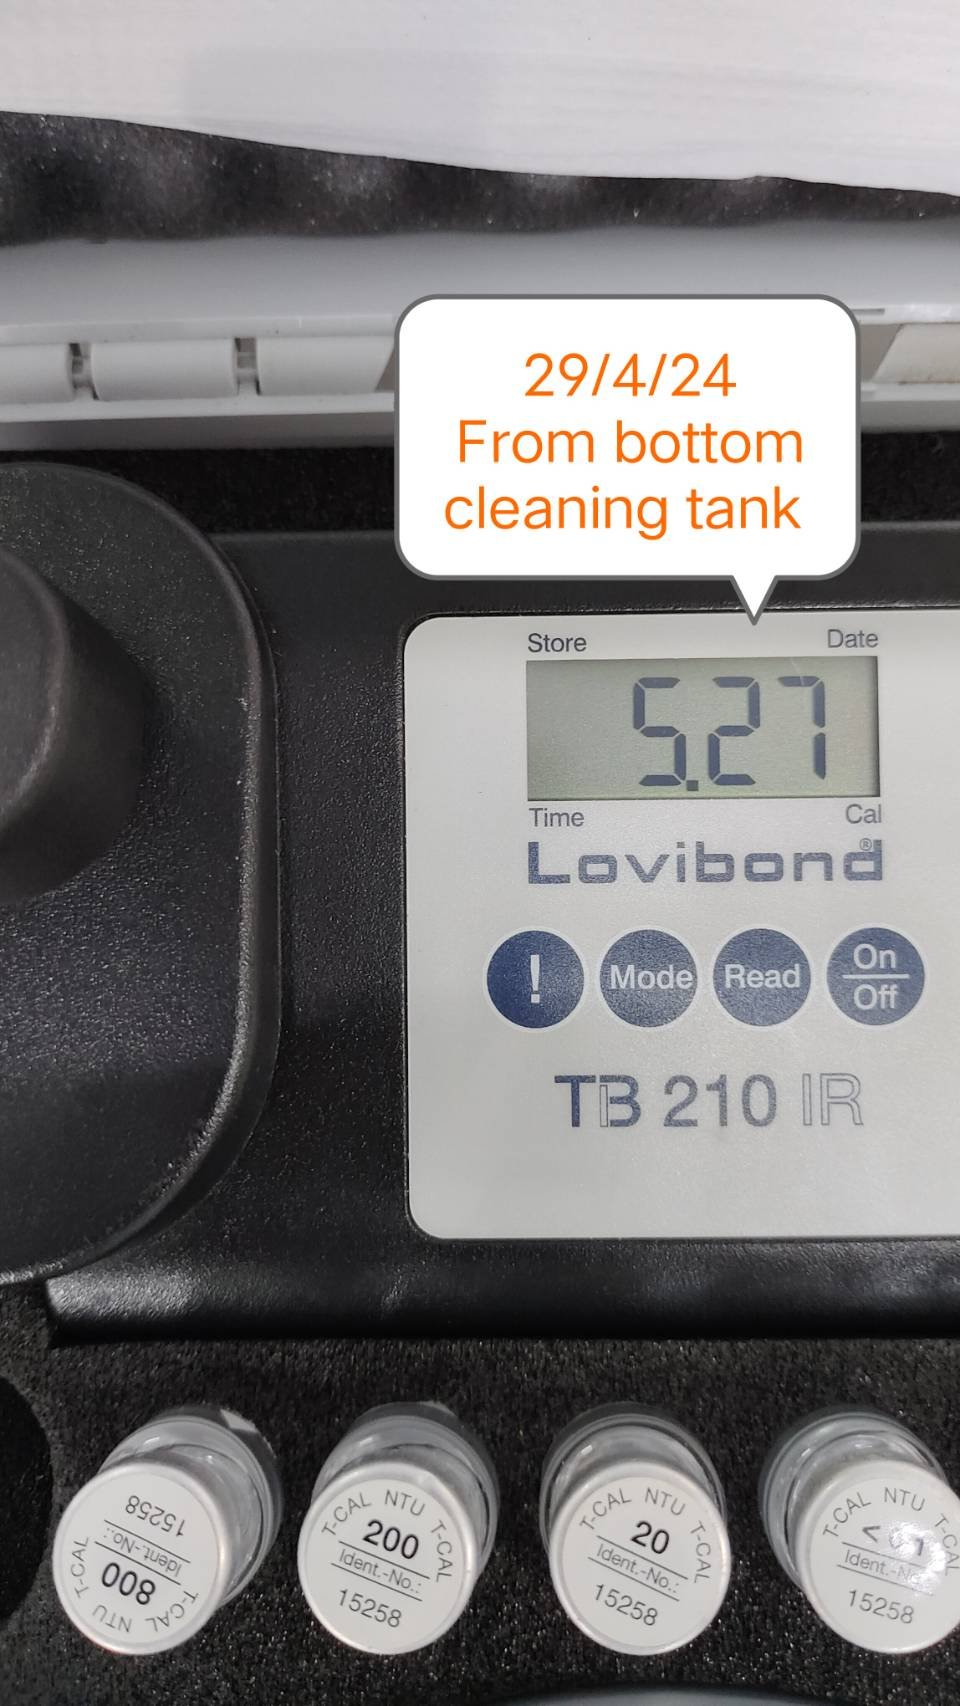 29/4/24
From bottom
cleaning tank
Store
Date
5.27
Time
Cal
Lovibond®
!
Mode
Read
On
Off
TB 210 IR
T-CAL NTU T-CAL
800
Ident.-No.:
15258
T-CAL NTU T-CAL
200
Ident.-No.:
15258
T-CAL NTU T-CAL
20
Ident.-No.:
15258
T-CAL NTU T-CAL
<
Ident.-No.:
15258